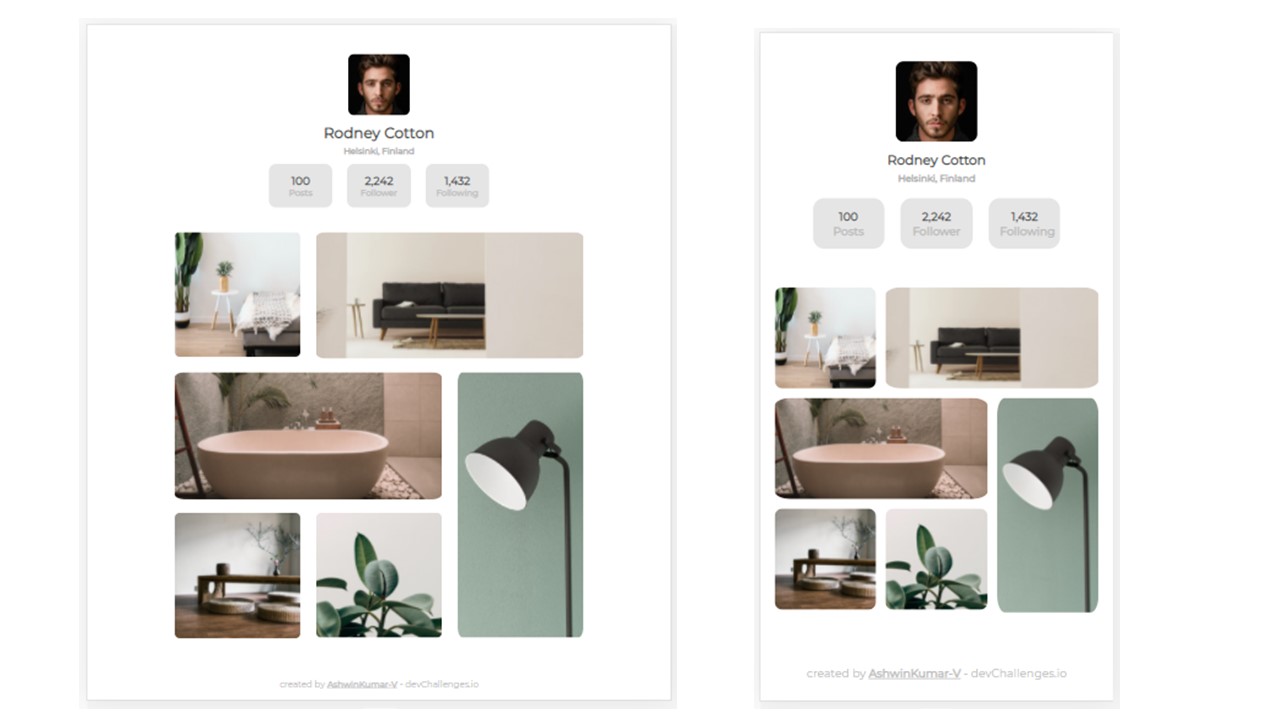 Rodney Cotton
Helsinki, Finland
100
Posts
2,242
Follower
1,432
Following
created by AshwinKumar-V - devChallenges.io
Rodney Cotton
Helsinki, Finland
100
Posts
2,242
Follower
1,432
Following
created by AshwinKumar-V - devChallenges.io